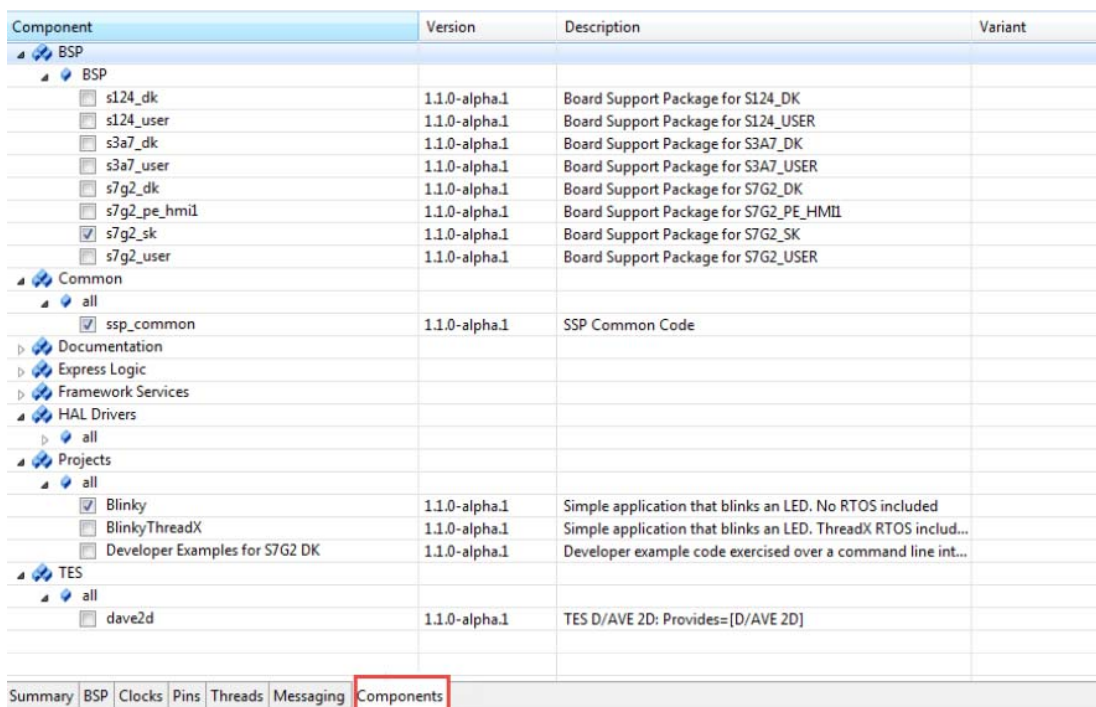 Component Version Description Variant
BSP
BSP
s124_dk 1.1.0-alpha.1 Board Support Package for S124_DK
s124_user 1.1.0-alpha.1 Board Support Package for S124_USER
s3a7_dk 1.1.0-alpha.1 Board Support Package for S3A7_DK
s3a7_user 1.1.0-alpha.1 Board Support Package for S3A7_USER
s7g2_dk 1.1.0-alpha.1 Board Support Package for S7G2_DK
s7g2_pe_hmi1 1.1.0-alpha.1 Board Support Package for S7G2_PE_HMI1
s7g2_sk 1.1.0-alpha.1 Board Support Package for S7G2_SK
s7g2_user 1.1.0-alpha.1 Board Support Package for S7G2_USER
Common
all
ssp_common 1.1.0-alpha.1 SSP Common Code
Documentation
Express Logic
Framework Services
HAL Drivers
all
Projects
all
Blinky 1.1.0-alpha.1 Simple application that blinks an LED. No RTOS included
BlinkyThreadX 1.1.0-alpha.1 Simple application that blinks an LED. ThreadX RTOS includ...
Developer Examples for S7G2 DK 1.1.0-alpha.1 Developer example code exercised over a command line int...
TES
all
dave2d 1.1.0-alpha.1 TES D/AVE 2D: Provides=[D/AVE 2D]
Summary BSP Clocks Pins Threads Messaging Components